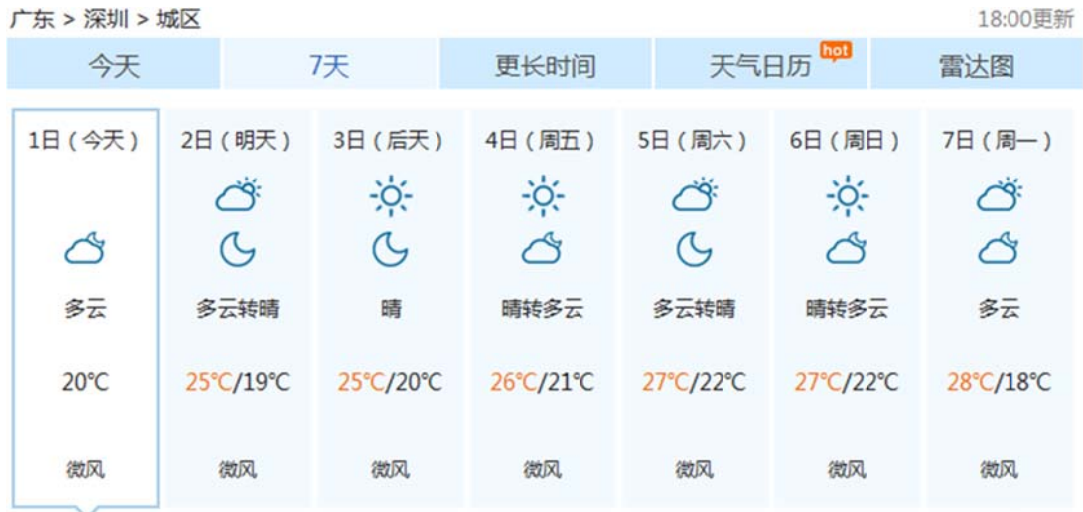 广东 > 深圳 > 城区 18:00更新
今天 7天 更长时间 天气日历 hot 雷达图
1日（今天） 2日（明天） 3日（后天） 4日（周五） 5日（周六） 6日（周日） 7日（周一）
多云 多云转晴 晴 晴转多云 多云转晴 晴转多云 多云
20℃ 25℃/19℃ 25℃/20℃ 26℃/21℃ 27℃/22℃ 27℃/22℃ 28℃/18℃
微风 微风 微风 微风 微风 微风 微风